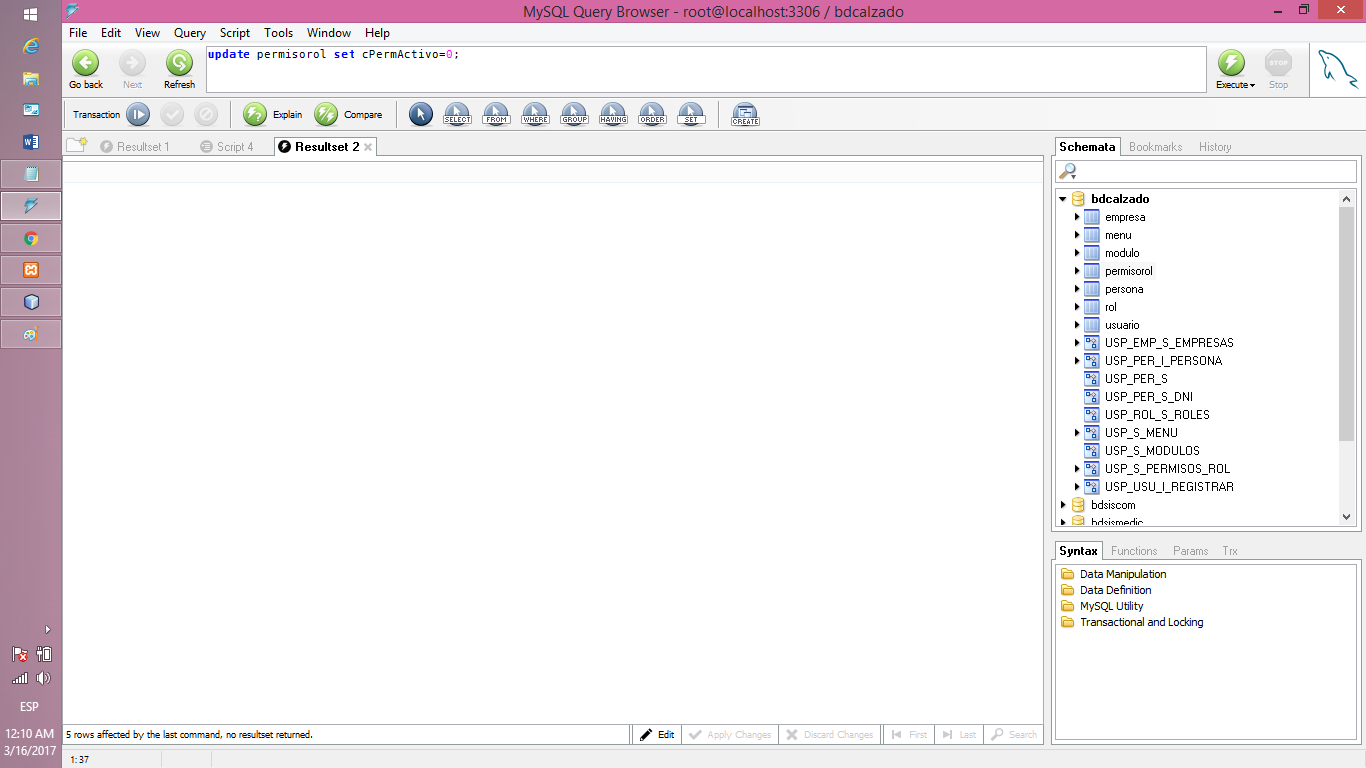 MySQL Query Browser - root@localhost:3306 / bdcalzado
File Edit View Query Script Tools Window Help
update permisorol set cPermActivo=0;
Go back Next Refresh
Execute Stop
STOP
Transaction Explain Compare SELECT FROM WHERE GROUP HAVING ORDER SET CREATE
Resultset 1 Script 4 Resultset 2
Schemata Bookmarks History
bdcalzado
empresa
menu
modulo
permisorol
persona
rol
usuario
USP_EMP_S_EMPRESAS
USP_PER_I_PERSONA
USP_PER_S
USP_PER_S_DNI
USP_ROL_S_ROLES
USP_S_MENU
USP_S_MODULOS
USP_S_PERMISOS_ROL
USP_USU_I_REGISTRAR
bdsiscom
bdsismedic
Syntax Functions Params Trx
Data Manipulation
Data Definition
MySQL Utility
Transactional and Locking
5 rows affected by the last command, no resultset returned.
Edit Apply Changes Discard Changes First Last Search
1: 37
ESP
12:10 AM
3/16/2017